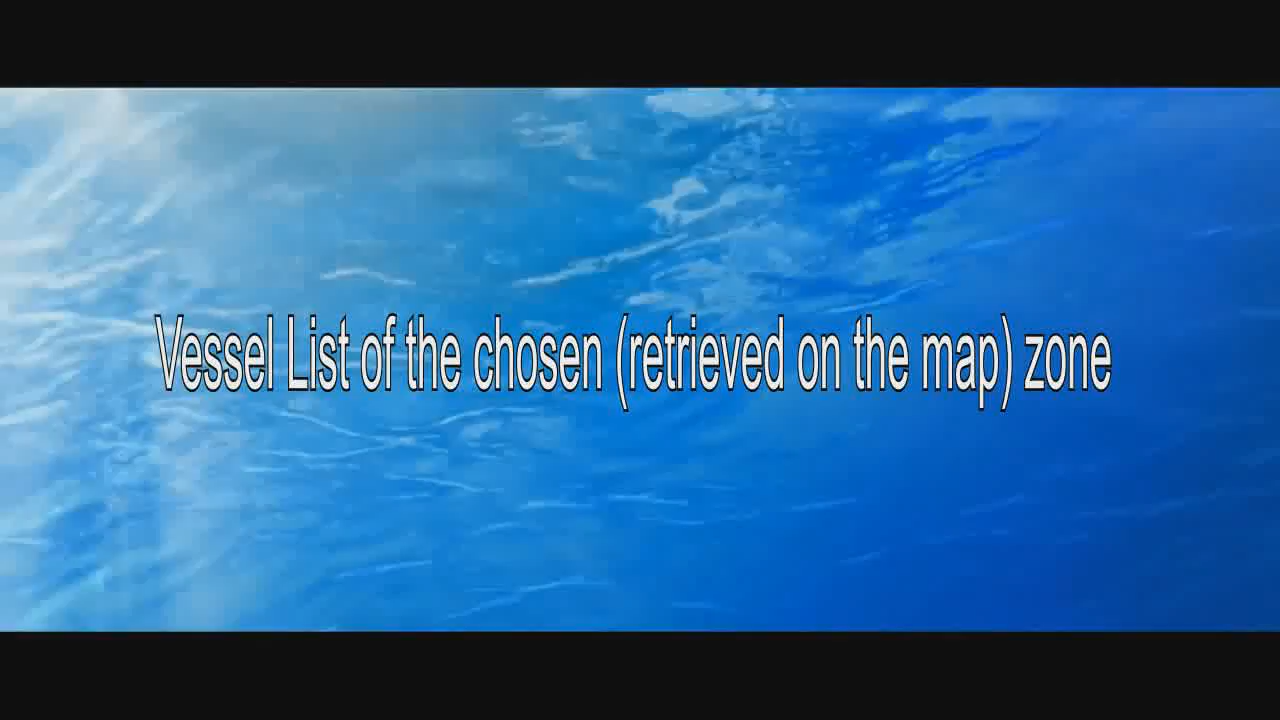 Vessel List of the chosen (retrieved on the map) zone